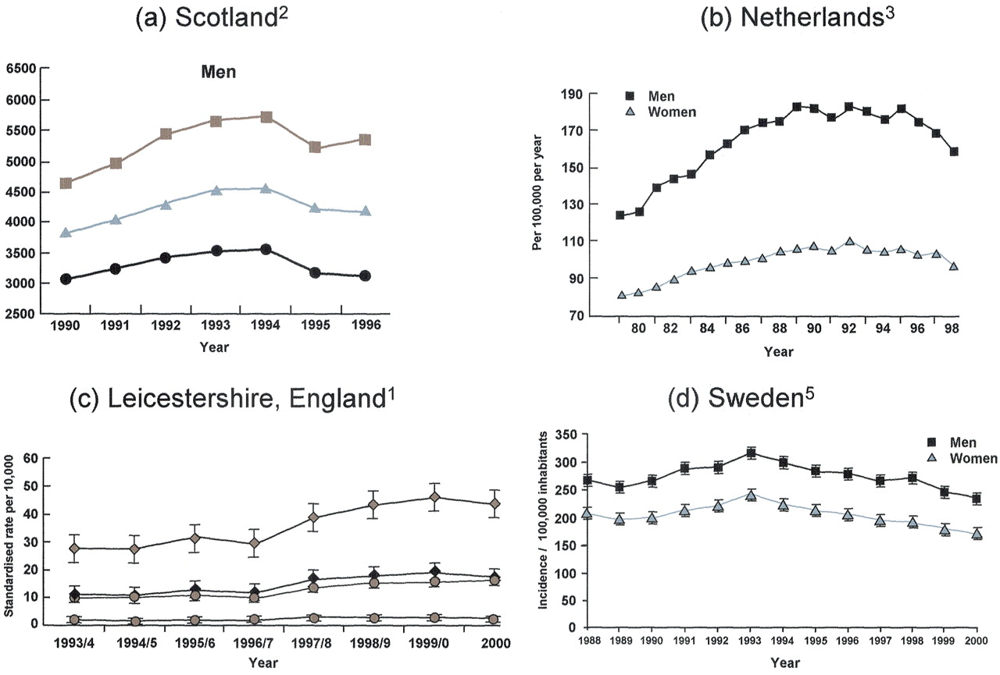 (a) Scotland2
Men
6500
6000
5500
5000
4500
4000
3500
3000
2500
1990 1991 1992 1993 1994 1995 1996
Year
(b) Netherlands3
Men
Women
Per 100,000 per year
190
170
150
130
110
90
70
80 82 84 86 88 90 92 94 96 98
Year
(c) Leicestershire, England1
Standardised rate per 10,000
60
50
40
30
20
10
0
1993/4 1994/5 1995/6 1996/7 1997/8 1998/9 1999/0 2000
Year
(d) Sweden5
Men
Women
Incidence / 100,000 inhabitants
350
300
250
200
150
100
50
0
1988 1989 1990 1991 1992 1993 1994 1995 1996 1997 1998 1999 2000
Year